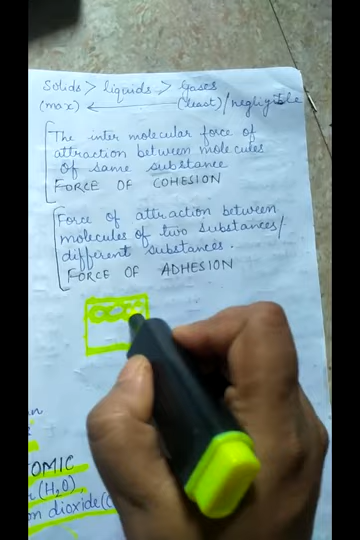 Solids > liquids > Gases
(max) (least)/negligible
The inter molecular force of
attraction between molecules
of same substance
FORCE OF COHESION
Force of attraction between
molecules of two substances/
different substances.
FORCE OF ADHESION
OMIC
(H₂O),
on dioxide (